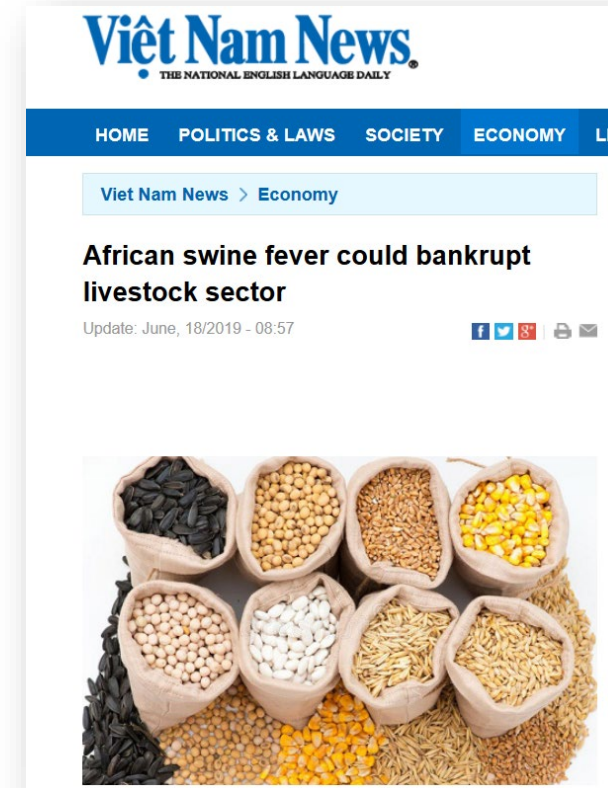 Việt Nam News
THE NATIONAL ENGLISH LANGUAGE DAILY
HOME POLITICS & LAWS SOCIETY ECONOMY
Viet Nam News > Economy
African swine fever could bankrupt
livestock sector
Update: June, 18/2019 - 08:57